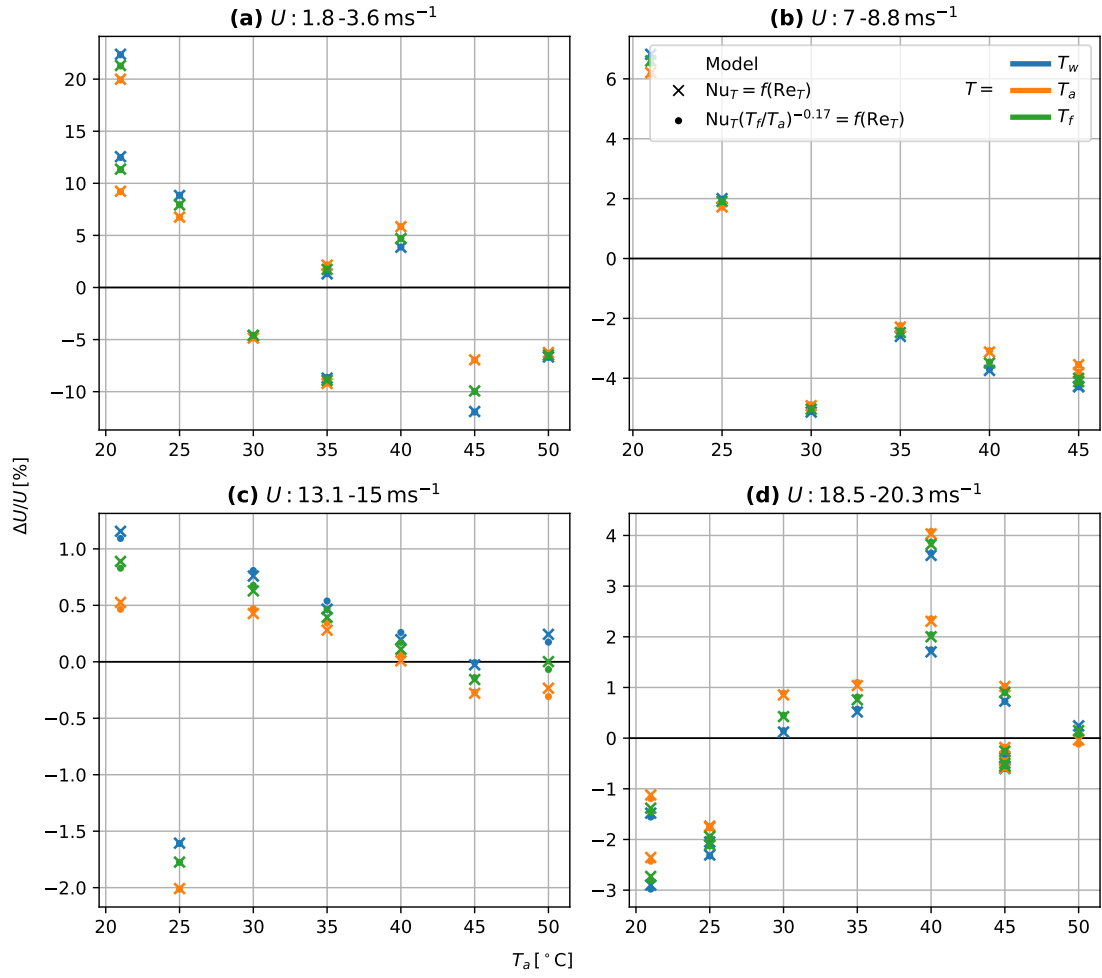 (a) U : 1.8 - 3.6 ms⁻¹
20
15
10
5
0
−5
−10
20 25 30 35 40 45 50
(b) U : 7 - 8.8 ms⁻¹
Model
Nu_T = f(Re_T)
Nu_T(T_f/T_a)^−0.17 = f(Re_T)
T =
T_w
T_a
T_f
6
4
2
0
−2
−4
20 25 30 35 40 45
ΔU/U [%]
(c) U : 13.1 - 15 ms⁻¹
1.0
0.5
0.0
−0.5
−1.0
−1.5
−2.0
20 25 30 35 40 45 50
(d) U : 18.5 - 20.3 ms⁻¹
4
3
2
1
0
−1
−2
−3
20 25 30 35 40 45 50
T_a [°C]